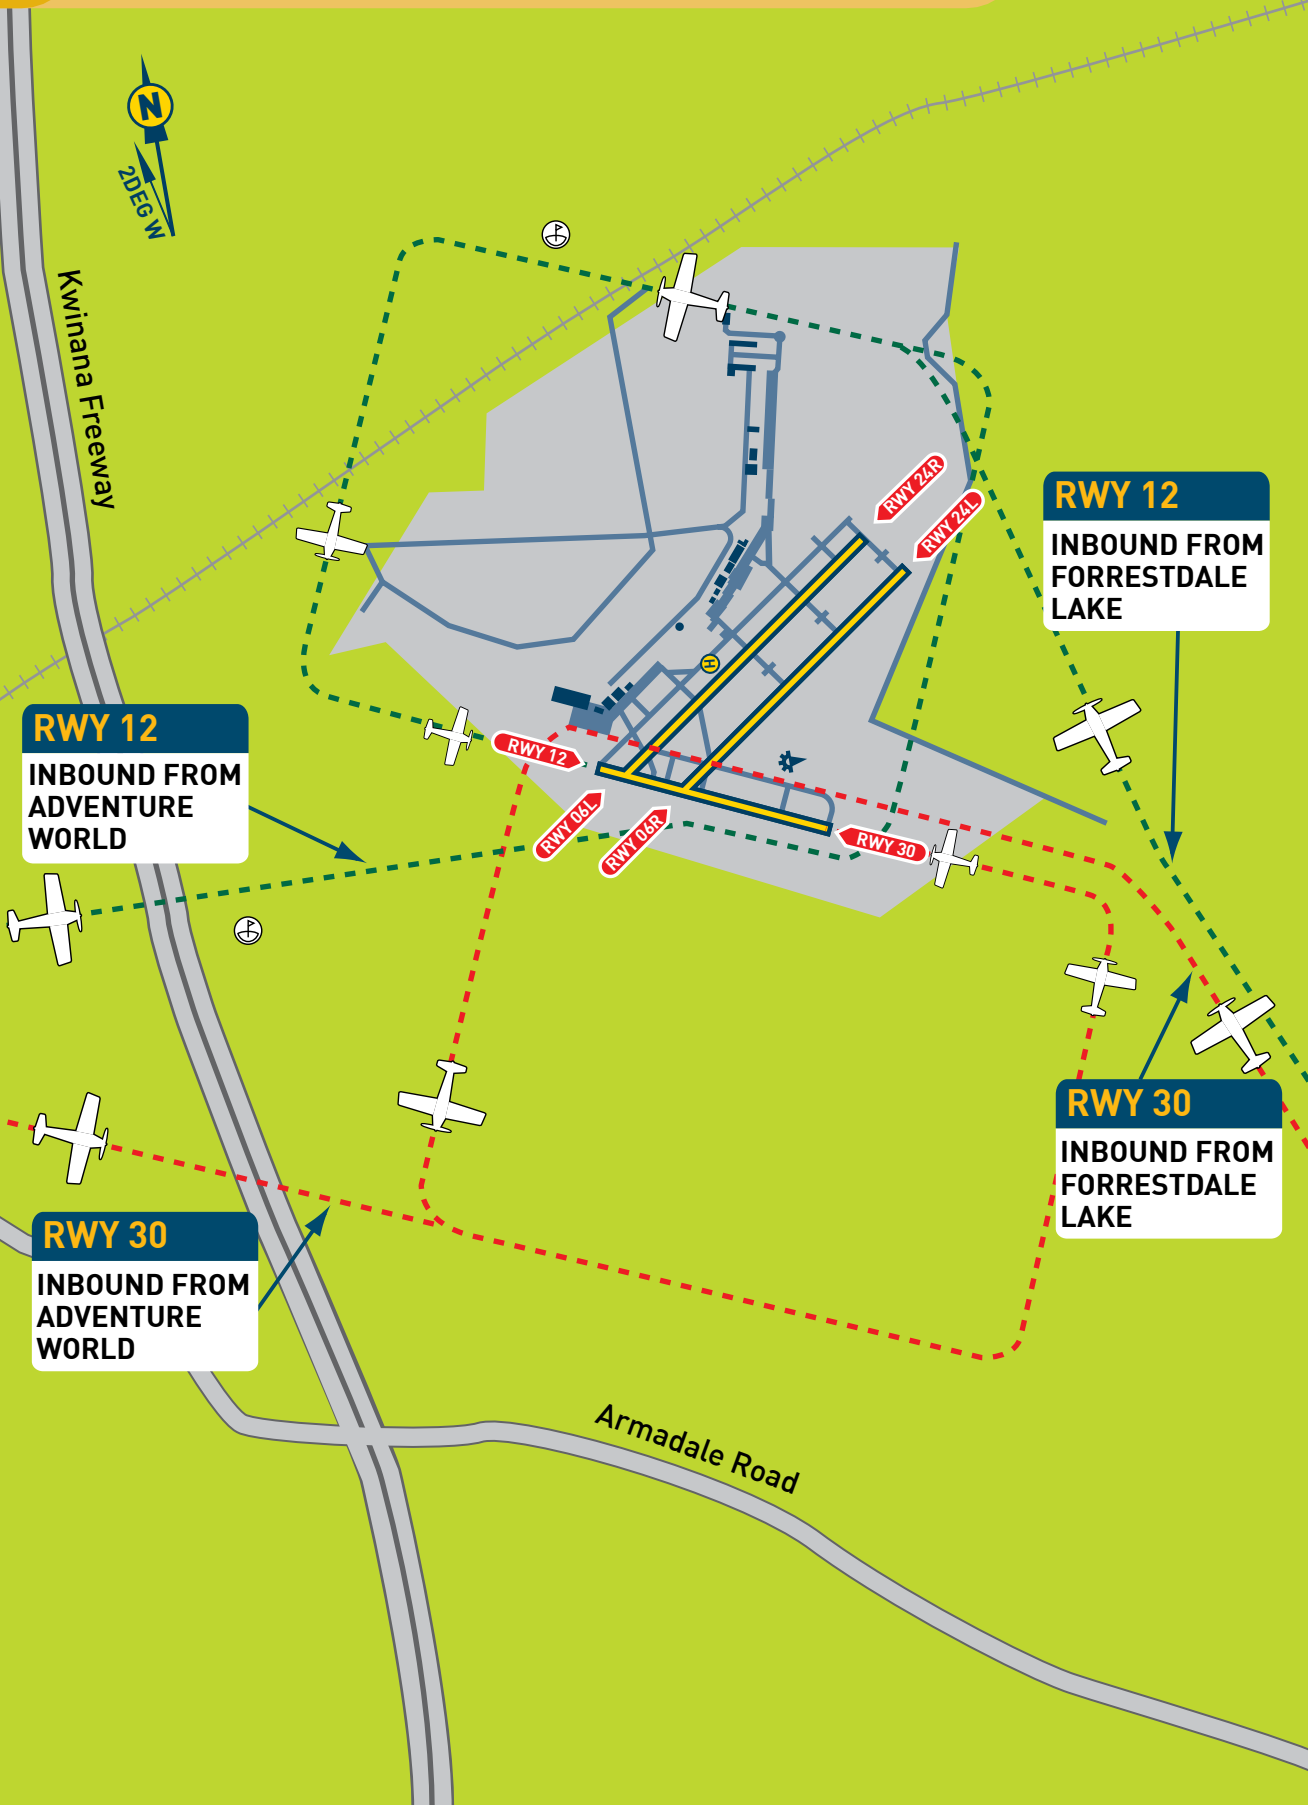 N
2DEG W
Kwinana Freeway
RWY 24R
RWY 24L
RWY 12
INBOUND FROM
FORRESTDALE
LAKE
H
RWY 12
INBOUND FROM
ADVENTURE
WORLD
RWY 12
RWY 06L
RWY 06R
RWY 30
RWY 30
INBOUND FROM
FORRESTDALE
LAKE
RWY 30
INBOUND FROM
ADVENTURE
WORLD
Armadale Road